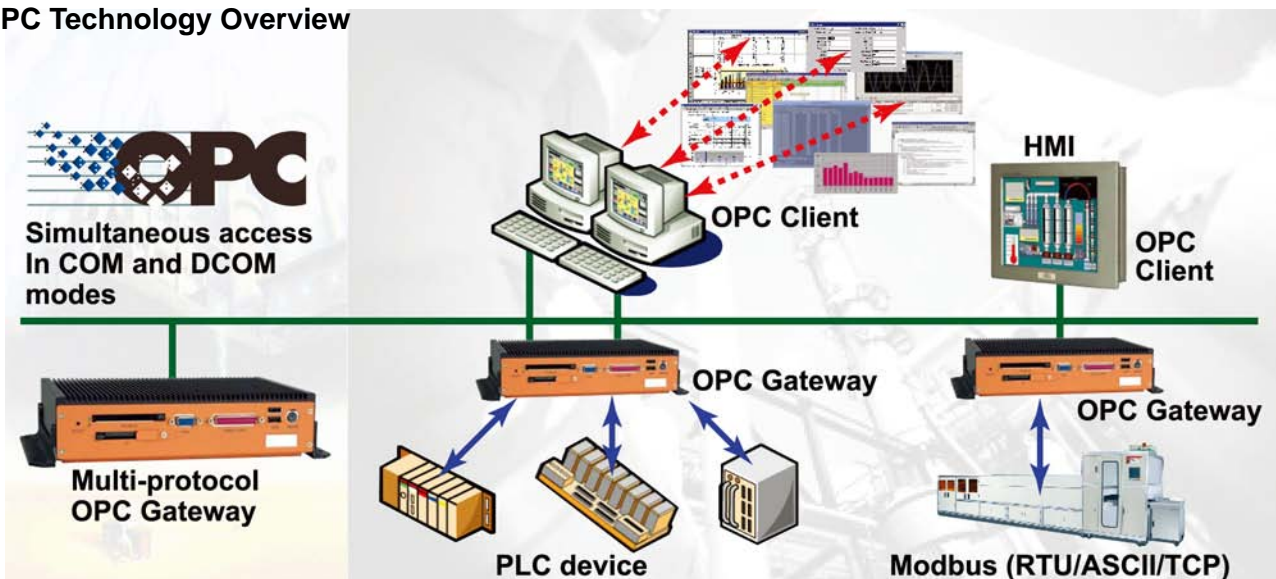 PC Technology Overview
OPC
Simultaneous access
In COM and DCOM
modes
OPC Client
HMI
OPC
Client
OPC Gateway
OPC Gateway
Multi-protocol
OPC Gateway
PLC device
Modbus (RTU/ASCII/TCP)